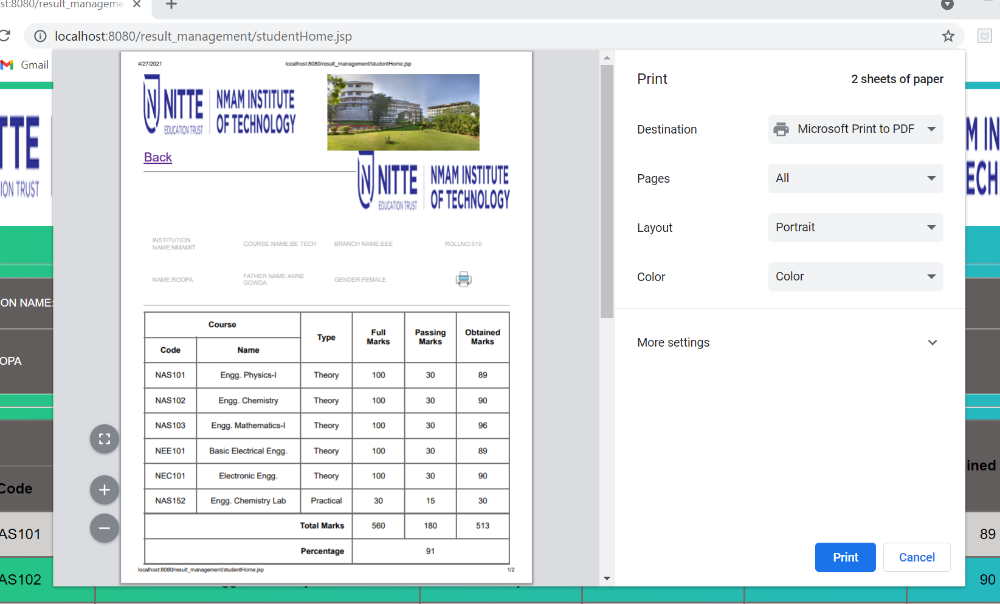 st:8080/result_manageme
localhost:8080/result_management/studentHome.jsp
Gmail
4/27/2021 localhost:8080/result_management/studentHome.jsp
NITTE
EDUCATION TRUST
NMAM INSTITUTE
OF TECHNOLOGY
Back
NITTE
EDUCATION TRUST
NMAM INSTITUTE
OF TECHNOLOGY
INSTITUTION
NAME:NMAMIT
COURSE NAME:BE TECH
BRANCH NAME:EEE
ROLLNO:510
NAME:ROOPA
FATHER NAME:ANNE
GOWDA
GENDER:FEMALE
Course Type Full Marks Passing Marks Obtained Marks
Code Name
NAS101 Engg. Physics-I Theory 100 30 89
NAS102 Engg. Chemistry Theory 100 30 90
NAS103 Engg. Mathematics-I Theory 100 30 96
NEE101 Basic Electrical Engg. Theory 100 30 89
NEC101 Electronic Engg. Theory 100 30 90
NAS152 Engg. Chemistry Lab Practical 30 15 30
Total Marks 560 180 513
Percentage 91
localhost:8080/result_management/studentHome.jsp 1/2
Print 2 sheets of paper
Destination Microsoft Print to PDF
Pages All
Layout Portrait
Color Color
More settings
Print Cancel
TTE
ION TRUST
M IN
ECH
ON NAME:
OPA
Code
ined
AS101
89
AS102
90